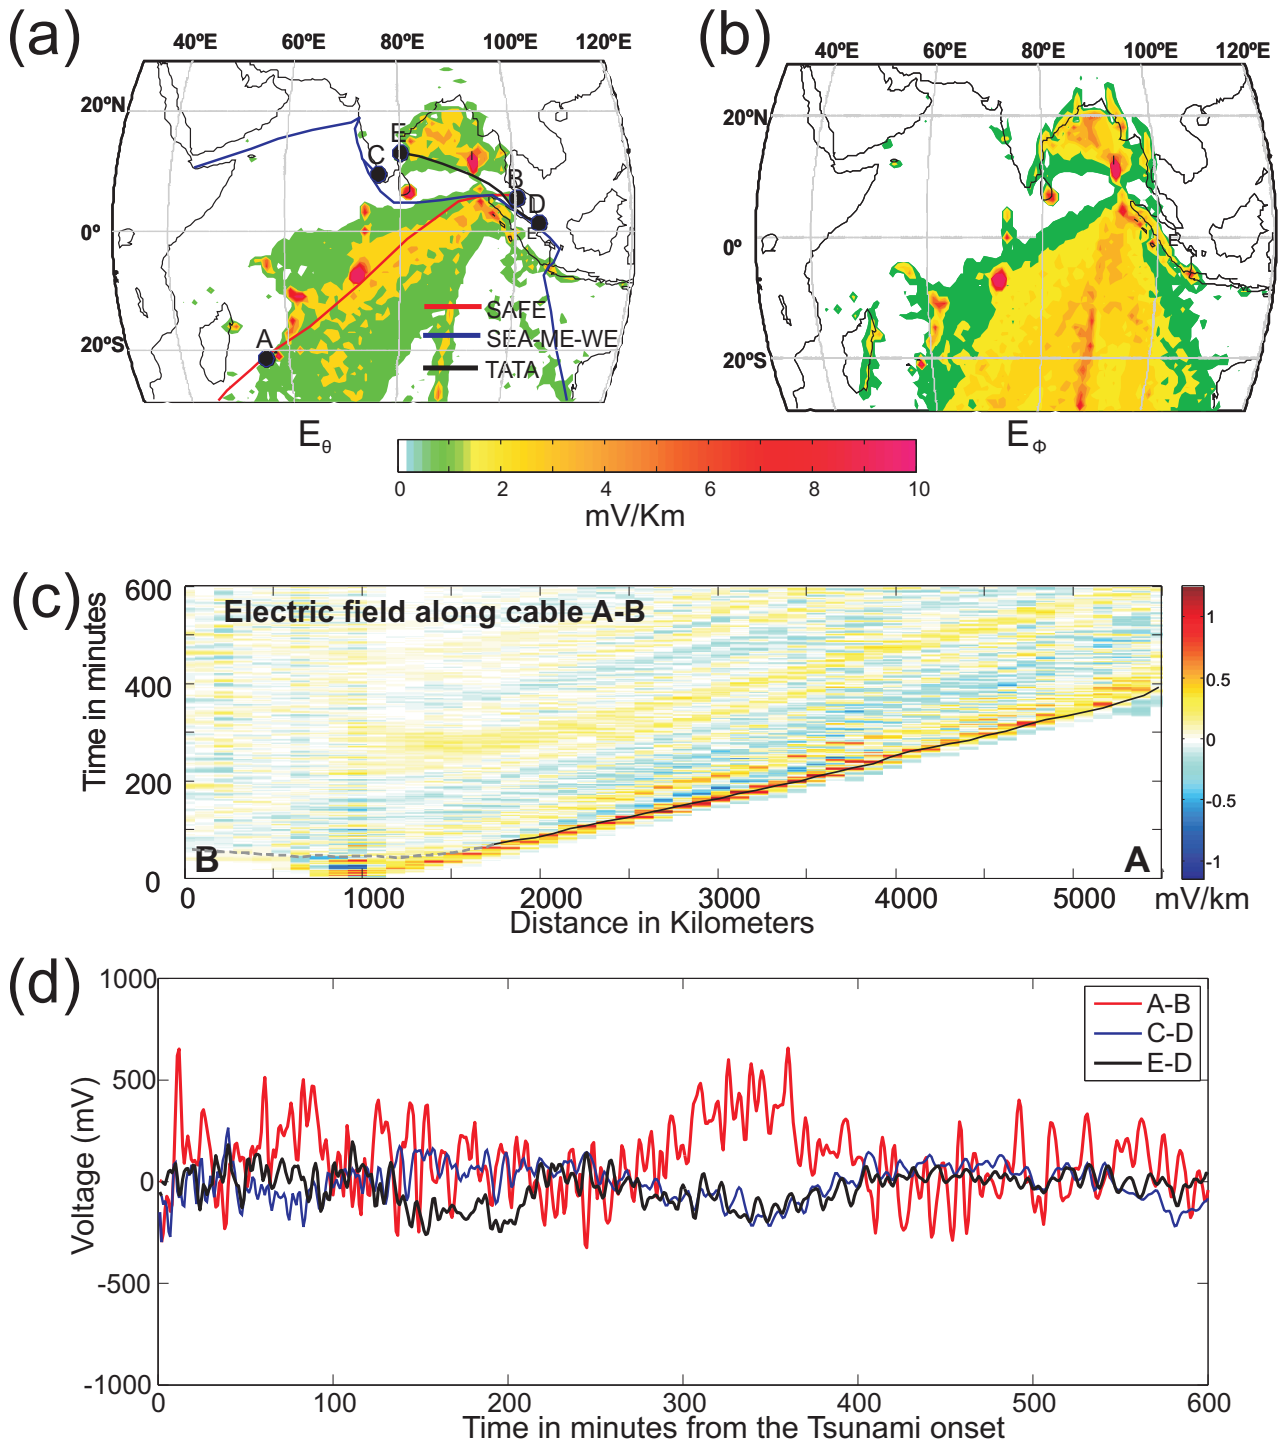 (a)
40ºE 60ºE 80ºE 100ºE 120ºE
20ºN
0º
20ºS
E
C
B
D
A
SAFE
SEA-ME-WE
TATA
Eθ
(b)
40ºE 60ºE 80ºE 100ºE 120ºE
20ºN
0º
20ºS
EΦ
0 2 4 6 8 10
mV/Km
(c)
Electric field along cable A-B
Time in minutes
600
400
200
0
B
A
0 1000 2000 3000 4000 5000
Distance in Kilometers
1
0.5
0
-0.5
-1
mV/km
(d)
Voltage (mV)
1000
500
0
-500
-1000
A-B
C-D
E-D
0 100 200 300 400 500 600
Time in minutes from the Tsunami onset